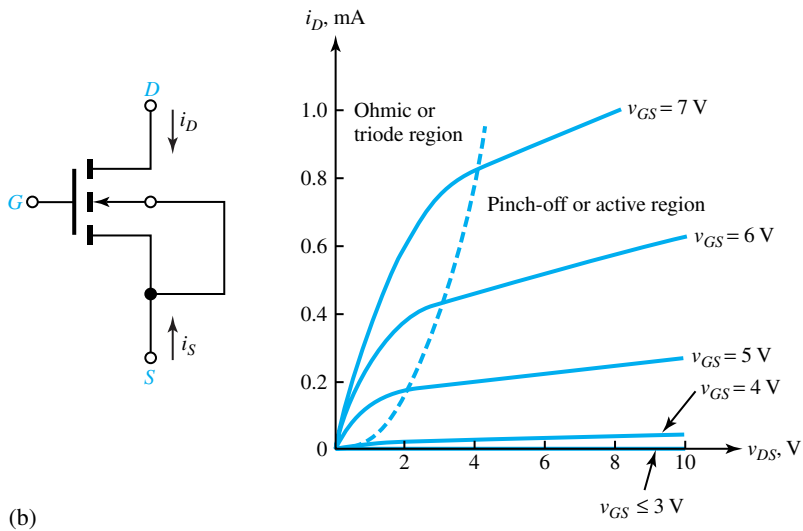 i_D, mA
D
i_D
G
i_S
S
Ohmic or
triode region
Pinch-off or active region
v_GS = 7 V
v_GS = 6 V
v_GS = 5 V
v_GS = 4 V
v_GS ≤ 3 V
1.0
0.8
0.6
0.4
0.2
0
2
4
6
8
10
v_DS, V
(b)